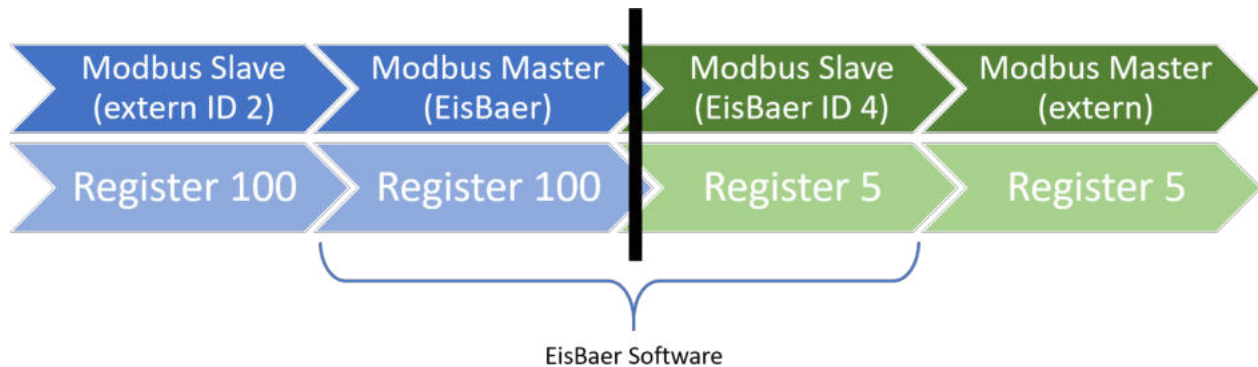 Modbus Slave
(extern ID 2)
Modbus Master
(EisBaer)
Modbus Slave
(EisBaer ID 4)
Modbus Master
(extern)
Register 100
Register 100
Register 5
Register 5
EisBaer Software